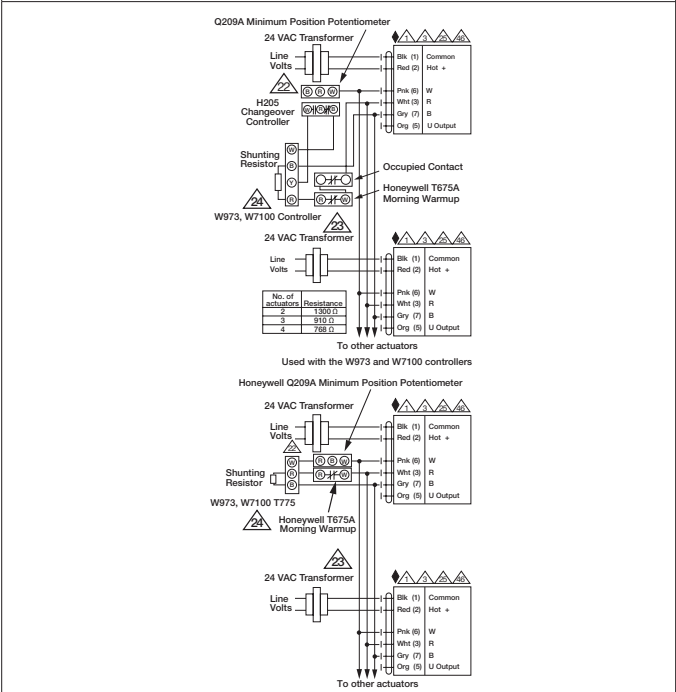 Q209A Minimum Position Potentiometer
24 VAC Transformer
Line
Volts
1 3 25 46
Blk (1) Common
Red (2) Hot +
Pnk (6) W
Wht (3) R
Gry (7) B
Org (5) U Output
22
B R W
H205
Changeover
Controller
W R B
Shunting
Resistor
W
B
Y
R
Occupied Contact
R W
Honeywell T675A
Morning Warmup
24
W973, W7100 Controller
23
24 VAC Transformer
Line
Volts
1 3 25 46
Blk (1) Common
Red (2) Hot +
Pnk (6) W
Wht (3) R
Gry (7) B
Org (5) U Output
No. of
actuators Resistance
2 1300 Ω
3 910 Ω
4 768 Ω
To other actuators
Used with the W973 and W7100 controllers
Honeywell Q209A Minimum Position Potentiometer
24 VAC Transformer
Line
Volts
1 3 25 46
Blk (1) Common
Red (2) Hot +
Pnk (6) W
Wht (3) R
Gry (7) B
Org (5) U Output
22
W
R
B
R B W
R W
Shunting
Resistor
W973, W7100 T775
24
Honeywell T675A
Morning Warmup
23
24 VAC Transformer
Line
Volts
1 3 25 46
Blk (1) Common
Red (2) Hot +
Pnk (6) W
Wht (3) R
Gry (7) B
Org (5) U Output
To other actuators